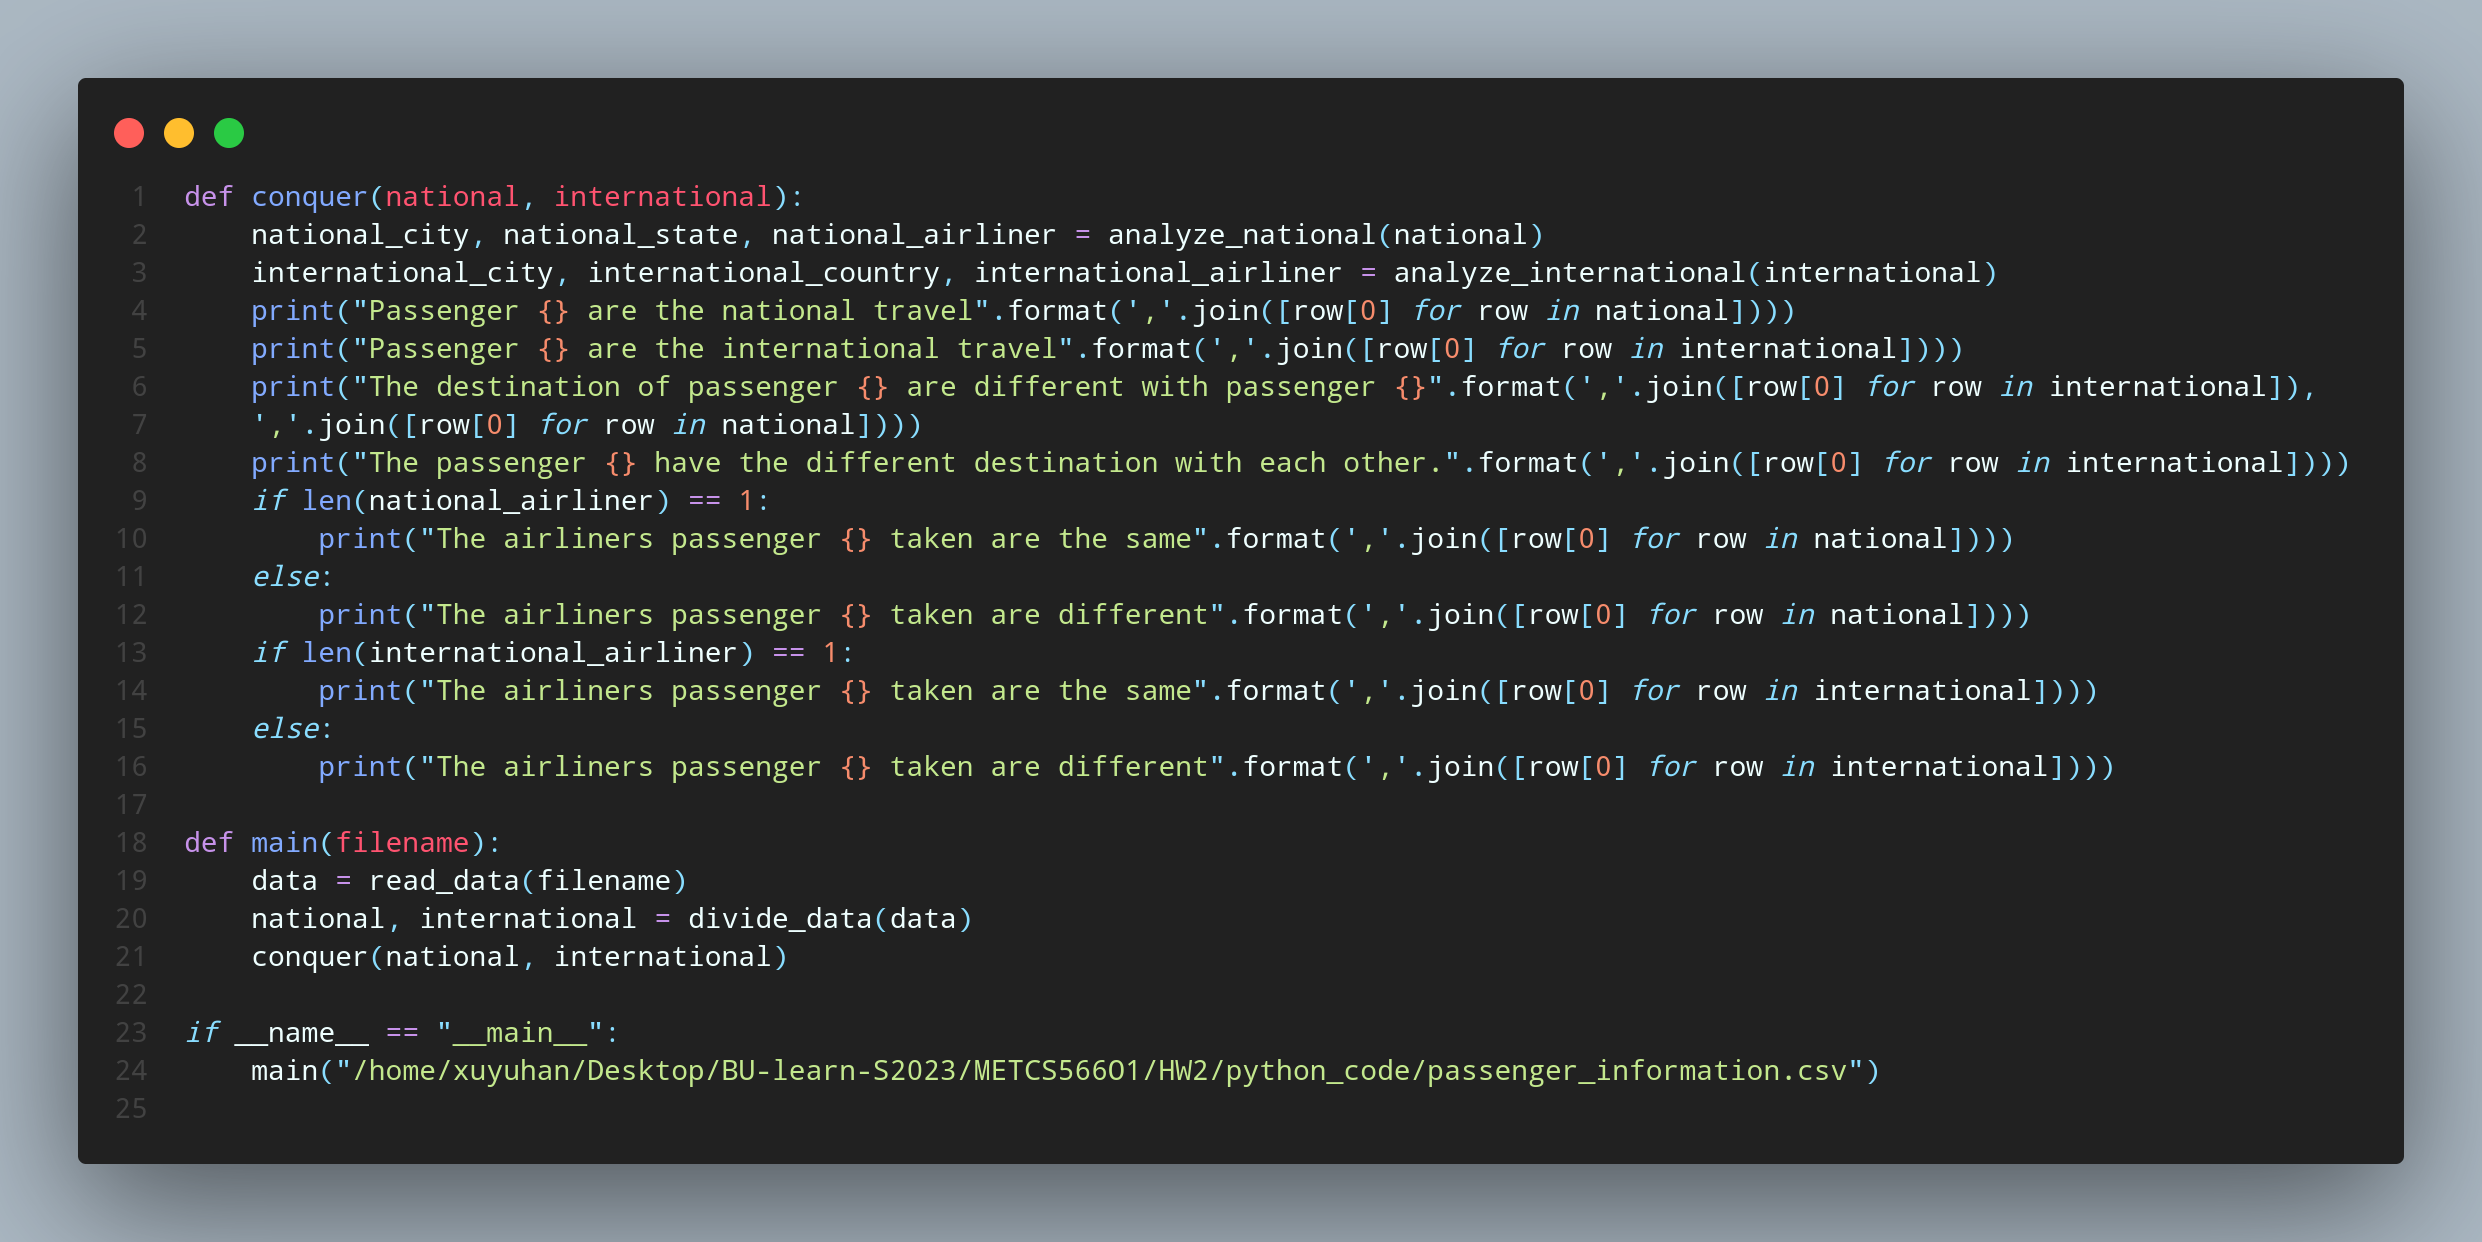 1 def conquer(national, international):
2     national_city, national_state, national_airliner = analyze_national(national)
3     international_city, international_country, international_airliner = analyze_international(international)
4     print("Passenger {} are the national travel".format(','.join([row[0] for row in national])))
5     print("Passenger {} are the international travel".format(','.join([row[0] for row in international])))
6     print("The destination of passenger {} are different with passenger {}".format(','.join([row[0] for row in international]),
7     ','.join([row[0] for row in national])))
8     print("The passenger {} have the different destination with each other.".format(','.join([row[0] for row in international])))
9     if len(national_airliner) == 1:
10         print("The airliners passenger {} taken are the same".format(','.join([row[0] for row in national])))
11     else:
12         print("The airliners passenger {} taken are different".format(','.join([row[0] for row in national])))
13     if len(international_airliner) == 1:
14         print("The airliners passenger {} taken are the same".format(','.join([row[0] for row in international])))
15     else:
16         print("The airliners passenger {} taken are different".format(','.join([row[0] for row in international])))
17
18 def main(filename):
19     data = read_data(filename)
20     national, international = divide_data(data)
21     conquer(national, international)
22
23 if __name__ == "__main__":
24     main("/home/xuyuhan/Desktop/BU-learn-S2023/METCS566O1/HW2/python_code/passenger_information.csv")
25